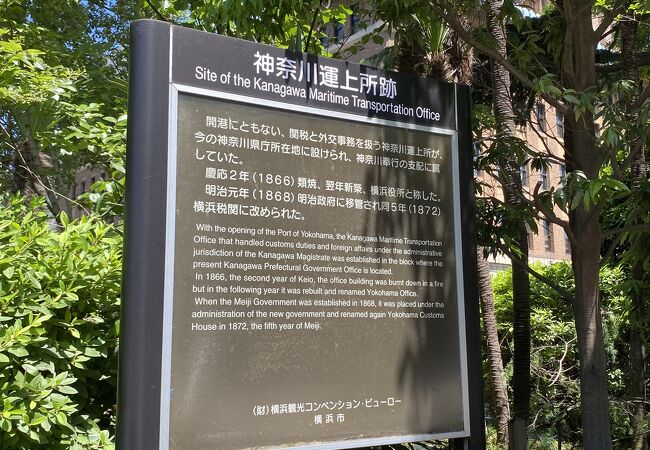 神奈川運上所跡
Site of the Kanagawa Maritime Transportation Office
開港にともない、関税と外交事務を扱う神奈川運上所が、
今の神奈川県庁所在地に設けられ、神奈川奉行の支配に属
していた。
慶応2年(1866)類焼、翌年新築、横浜役所と称した。
明治元年(1868)明治政府に移管され同5年(1872)
横浜税関に改められた。
With the opening of the Port of Yokohama, the Kanagawa Maritime Transportation
Office that handled customs duties and foreign affairs under the administrative
jurisdiction of the Kanagawa Magistrate was established in the block where the
present Kanagawa Prefectural Government Office is located.
In 1866, the second year of Keio, the office building was burnt down in a fire
but in the following year it was rebuilt and renamed Yokohama Office.
When the Meiji Government was established in 1868, it was placed under the
administration of the new government and renamed again Yokohama Customs
House in 1872, the fifth year of Meiji.
(財)横浜観光コンベンション・ビューロー
横浜市